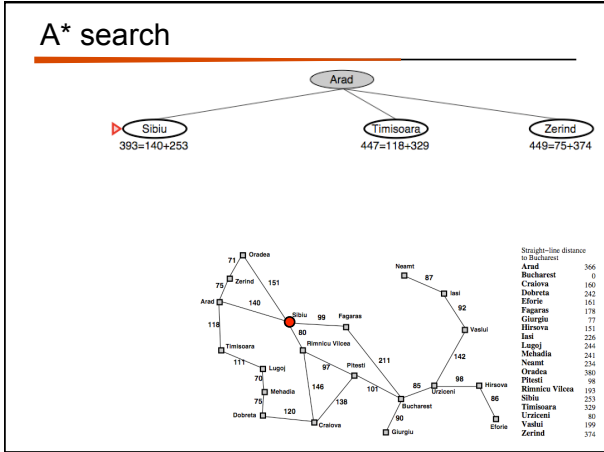 A* search
Arad
Sibiu Timisoara Zerind
393=140+253 447=118+329 449=75+374
Oradea
71
Zerind
75
151
Arad
140
Sibiu
99
Fagaras
118
80
Timisoara
Rimnicu Vilcea
111
Lugoj
97
Pitesti
211
70
Mehadia
146
101
75
138
Dobreta
120
Craiova
Bucharest
90
Giurgiu
85
Urziceni
98
Hirsova
86
Eforie
142
Vaslui
92
Iasi
87
Neamt
Straight-line distance
to Bucharest
Arad 366
Bucharest 0
Craiova 160
Dobreta 242
Eforie 161
Fagaras 178
Giurgiu 77
Hirsova 151
Iasi 226
Lugoj 244
Mehadia 241
Neamt 234
Oradea 380
Pitesti 98
Rimnicu Vilcea 193
Sibiu 253
Timisoara 329
Urziceni 80
Vaslui 199
Zerind 374